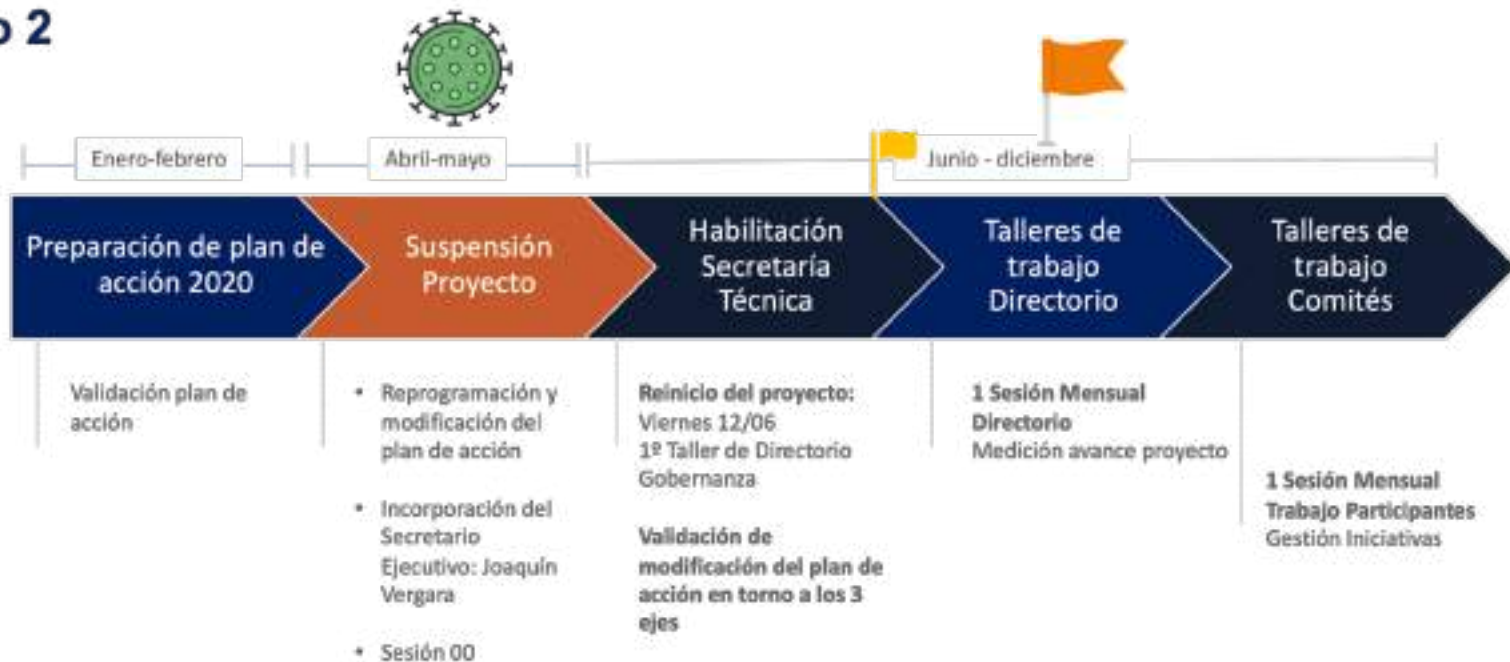 o 2
Enero-febrero
Abril-mayo
Junio - diciembre
Preparación de plan de
acción 2020
Suspensión
Proyecto
Habilitación
Secretaría
Técnica
Talleres de
trabajo
Directorio
Talleres de
trabajo
Comités
Validación plan de
acción
• Reprogramación y
modificación del
plan de acción
• Incorporación del
Secretario
Ejecutivo: Joaquín
Vergara
• Sesión 00
Reinicio del proyecto:
Viernes 12/06
1º Taller de Directorio
Gobernanza
Validación de
modificación del plan de
acción en torno a los 3
ejes
1 Sesión Mensual
Directorio
Medición avance proyecto
1 Sesión Mensual
Trabajo Participantes
Gestión Iniciativas